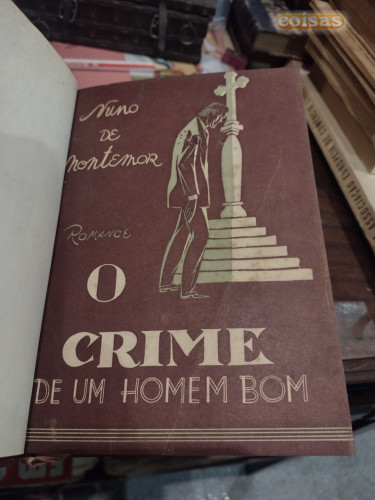 coisas
Nuno
DE
Montemor
ROMANCE
O
CRIME
DE UM HOMEM BOM